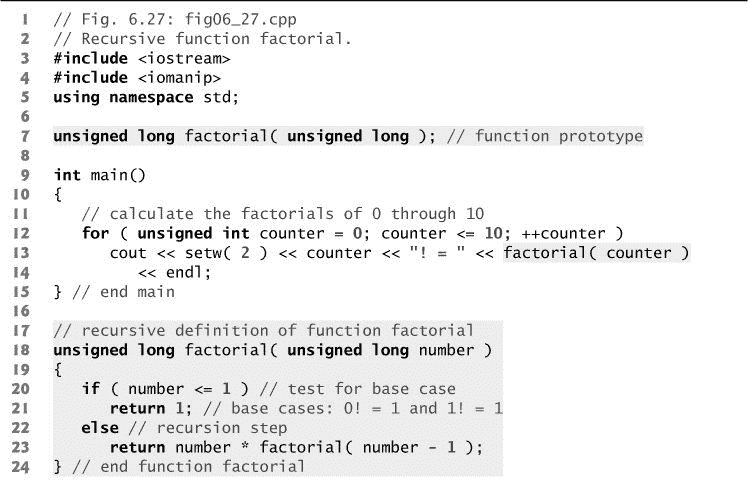 1 // Fig. 6.27: fig06_27.cpp
2 // Recursive function factorial.
3 #include <iostream>
4 #include <iomanip>
5 using namespace std;
6
7 unsigned long factorial( unsigned long ); // function prototype
8
9 int main()
10 {
11    // calculate the factorials of 0 through 10
12    for ( unsigned int counter = 0; counter <= 10; ++counter )
13       cout << setw( 2 ) << counter << "! = " << factorial( counter )
14          << endl;
15 } // end main
16
17 // recursive definition of function factorial
18 unsigned long factorial( unsigned long number )
19 {
20    if ( number <= 1 ) // test for base case
21       return 1; // base cases: 0! = 1 and 1! = 1
22    else // recursion step
23       return number * factorial( number - 1 );
24 } // end function factorial